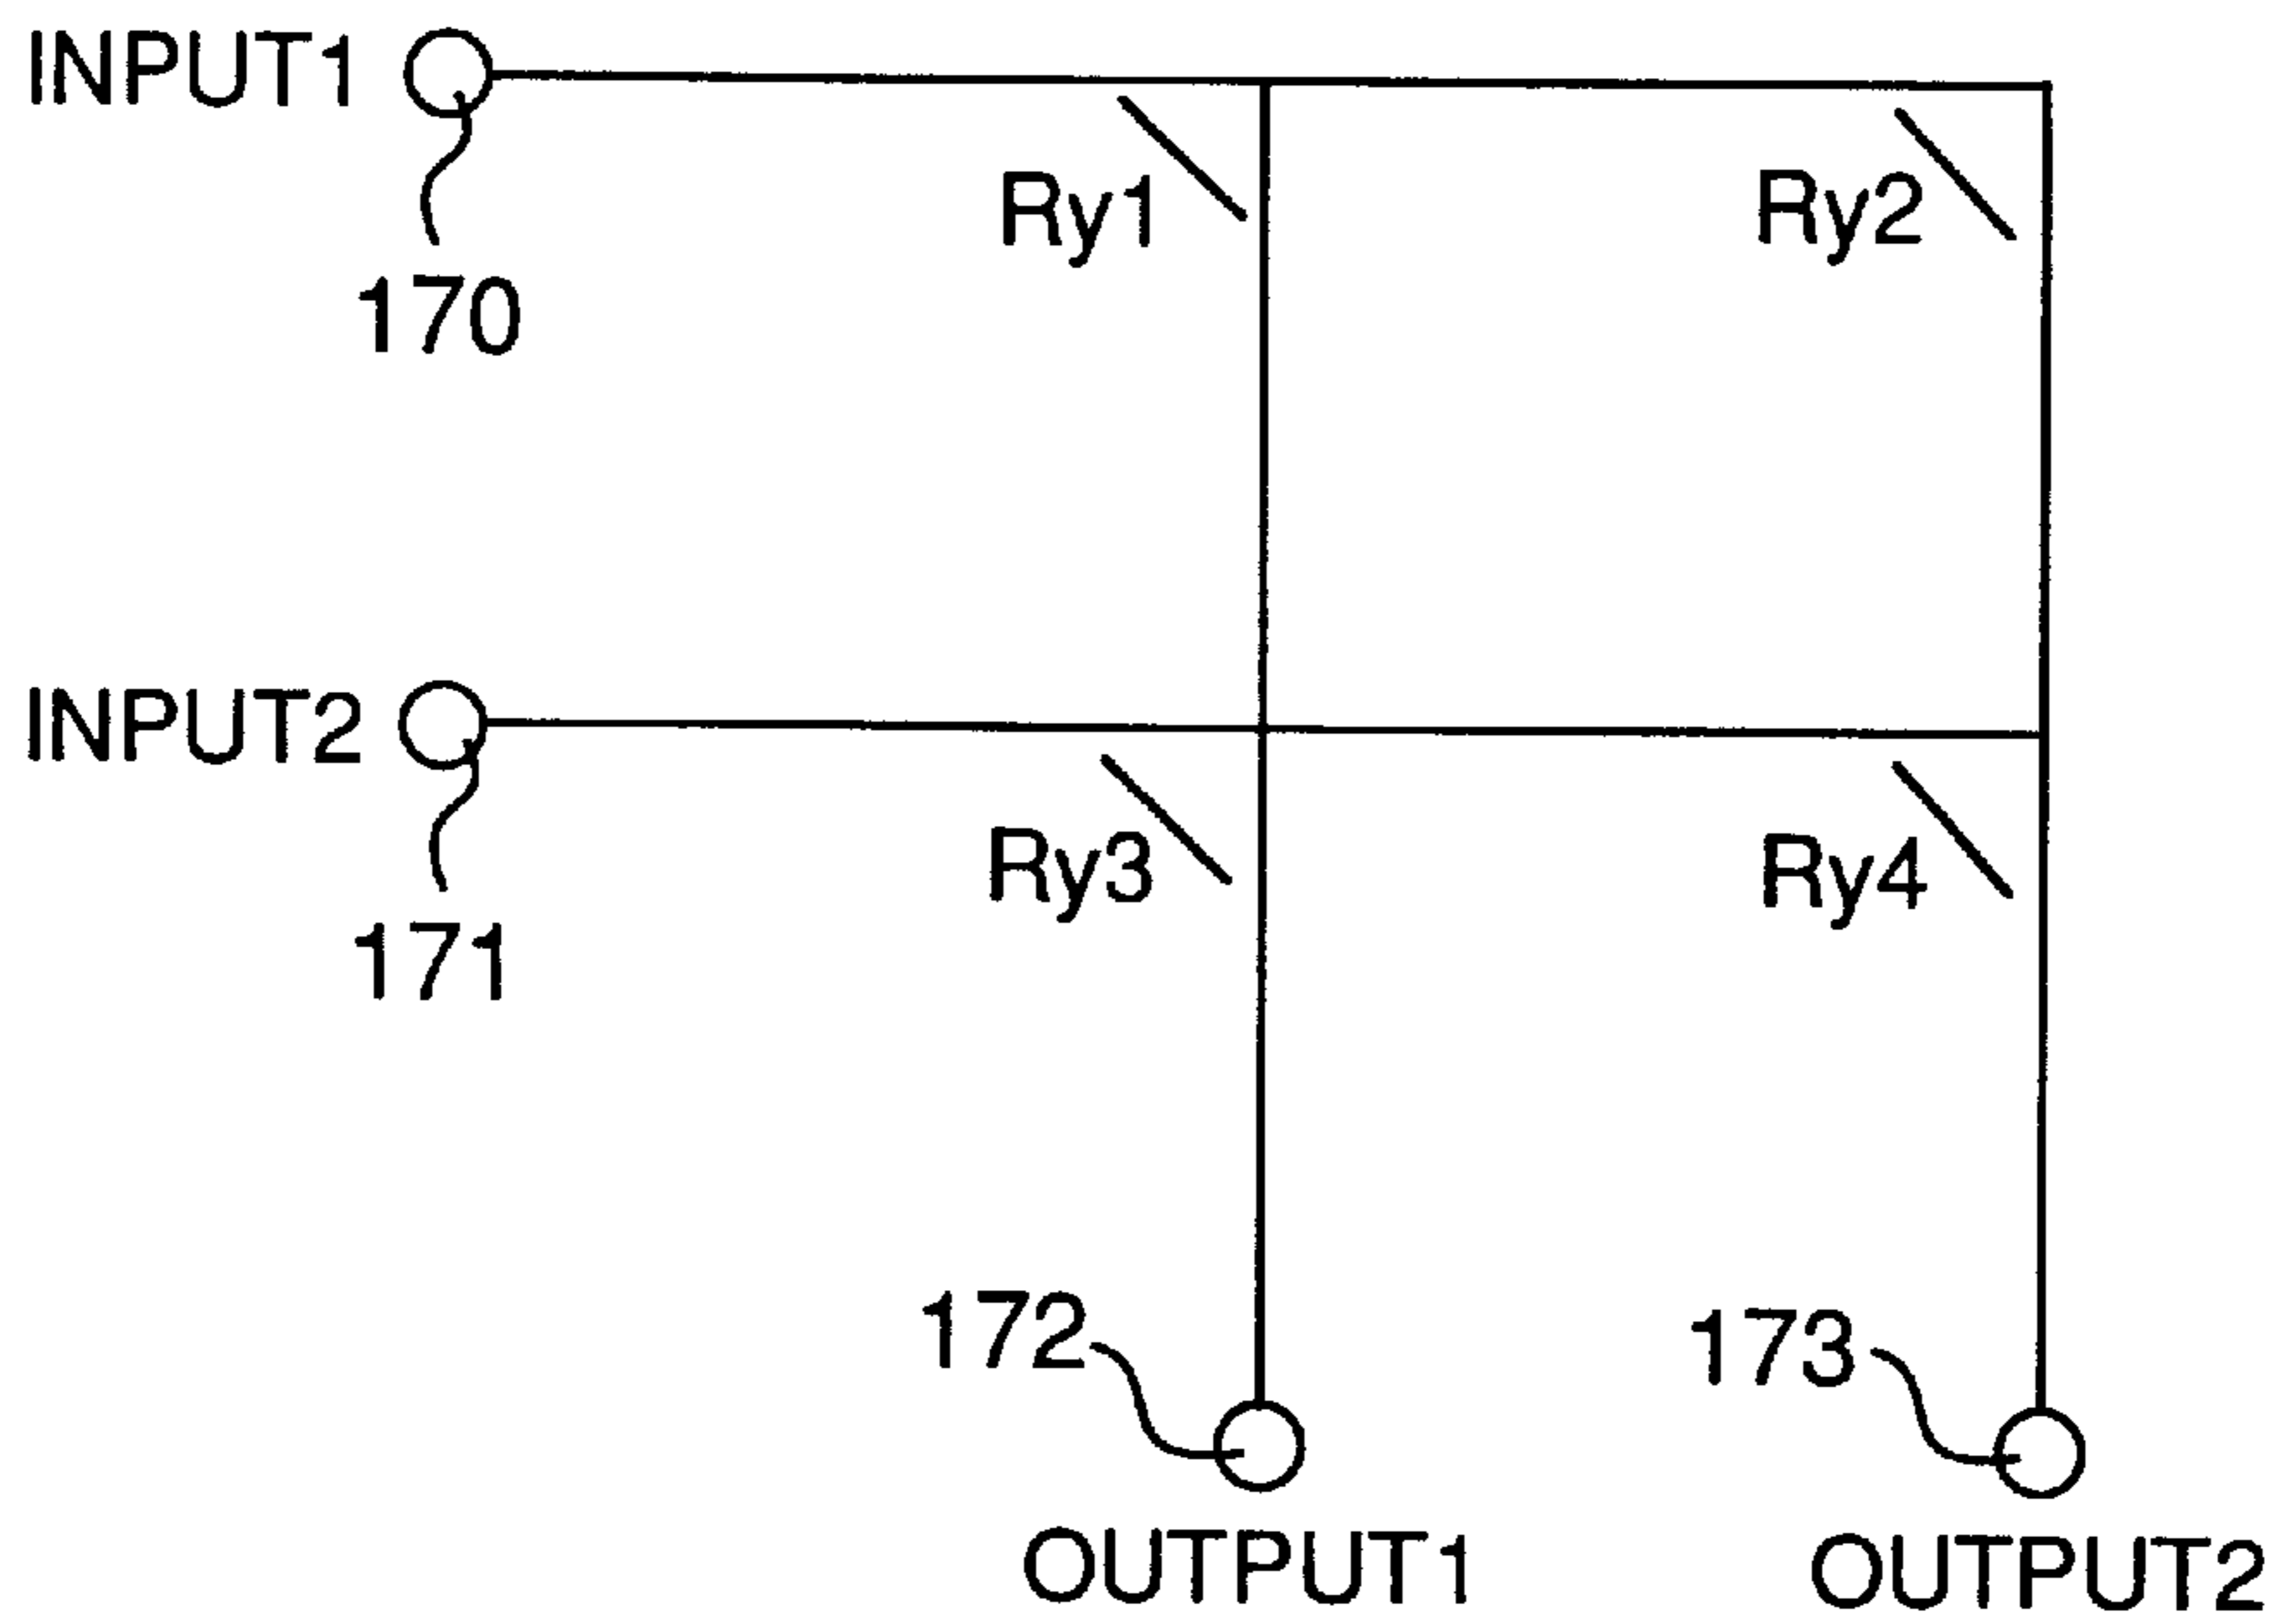 INPUT1
Ry1
Ry2
170
INPUT2
Ry3
Ry4
171
172
173
OUTPUT1
OUTPUT2